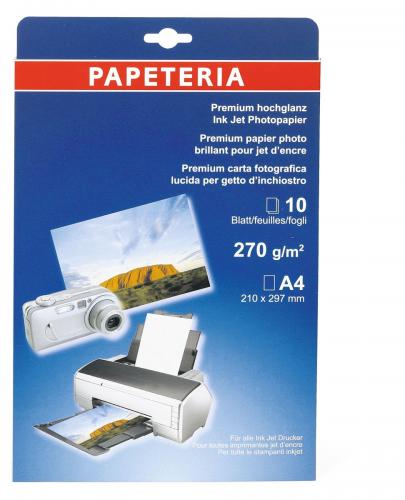 PAPETERIA
Premium hochglanz
Ink Jet Photopapier
Premium papier photo
brillant pour jet d'encre
Premium carta fotografica
lucida per getto d'inchiostro
10
Blatt/feuilles/fogli
270 g/m²
A4
210 x 297 mm
Für alle Ink Jet Drucker
Pour toutes imprimantes jet d'encre
Per tutte le stampanti inkjet